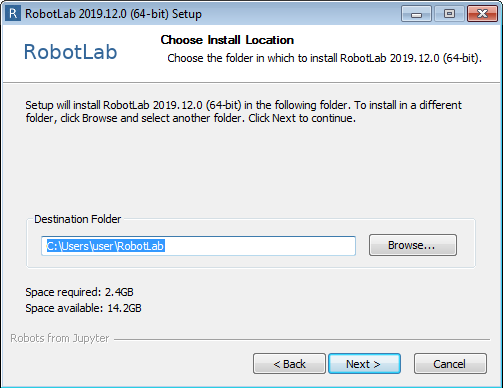 RobotLab 2019.12.0 (64-bit) Setup
RobotLab
Choose Install Location
Choose the folder in which to install RobotLab 2019.12.0 (64-bit).
Setup will install RobotLab 2019.12.0 (64-bit) in the following folder. To install in a different
folder, click Browse and select another folder. Click Next to continue.
Destination Folder
C:\Users\user\RobotLab
Browse...
Space required: 2.4GB
Space available: 14.2GB
Robots from Jupyter
< Back
Next >
Cancel